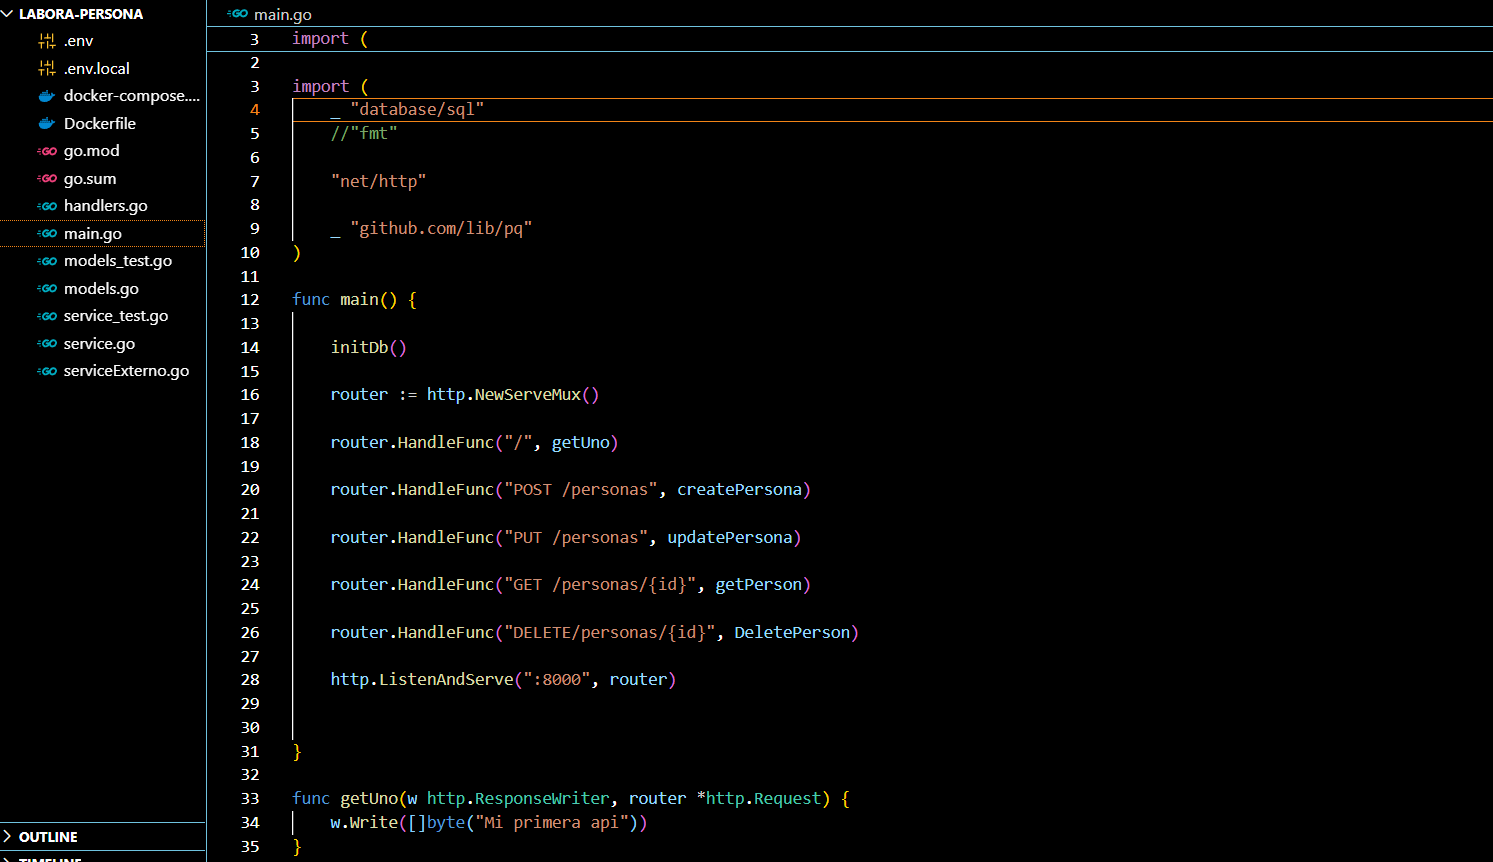 LABORA-PERSONA
.env
.env.local
docker-compose....
Dockerfile
go.mod
go.sum
handlers.go
main.go
models_test.go
models.go
service_test.go
service.go
serviceExterno.go
OUTLINE
TIMELINE
main.go
3 import (
2
3 import (
4 _ "database/sql"
5 //"fmt"
6
7 "net/http"
8
9 _ "github.com/lib/pq"
10 )
11
12 func main() {
13
14 initDb()
15
16 router := http.NewServeMux()
17
18 router.HandleFunc("/", getUno)
19
20 router.HandleFunc("POST /personas", createPersona)
21
22 router.HandleFunc("PUT /personas", updatePersona)
23
24 router.HandleFunc("GET /personas/{id}", getPerson)
25
26 router.HandleFunc("DELETE/personas/{id}", DeletePerson)
27
28 http.ListenAndServe(":8000", router)
29
30
31 }
32
33 func getUno(w http.ResponseWriter, router *http.Request) {
34 w.Write([]byte("Mi primera api"))
35 }